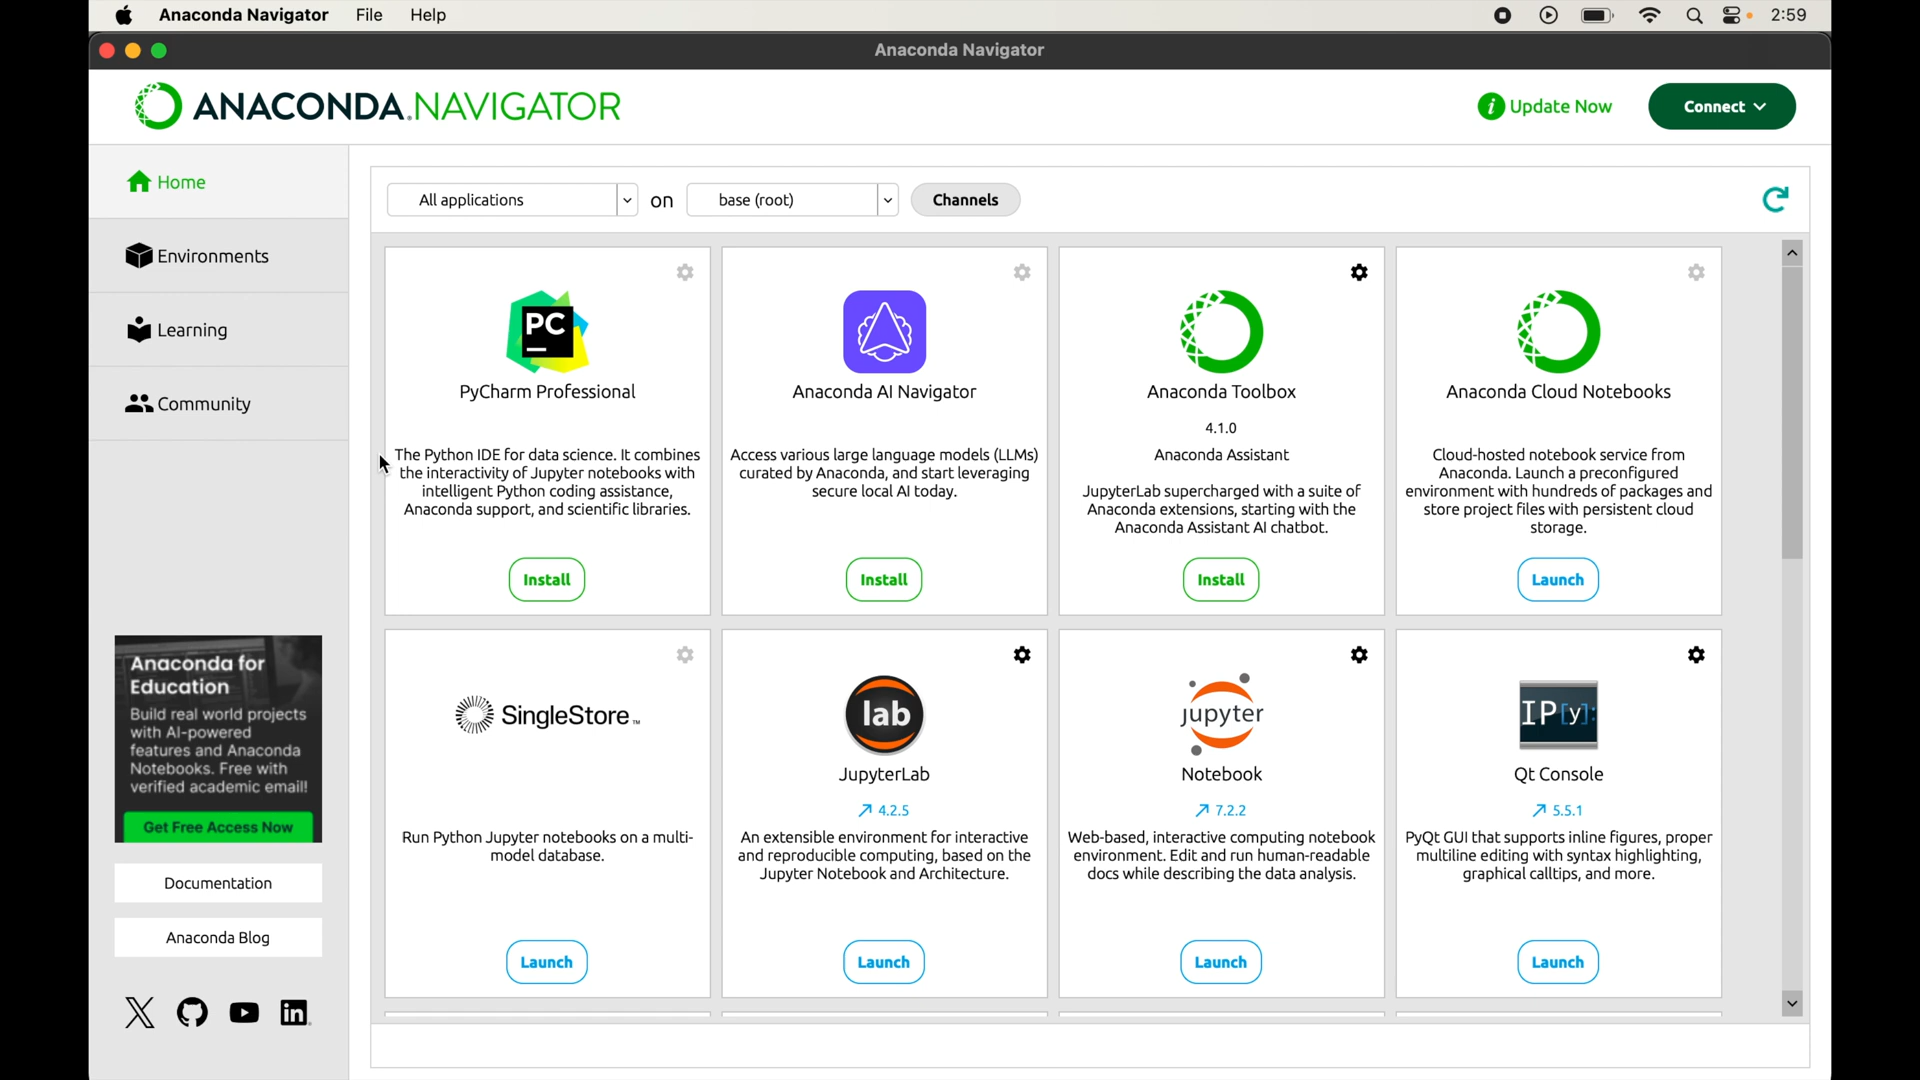 Anaconda Navigator File Help 2:59
Anaconda Navigator
ANACONDA.NAVIGATOR
Update Now
Connect
Home
Environments
Learning
Community
All applications on base (root) Channels
PC
PyCharm Professional
The Python IDE for data science. It combines
the interactivity of Jupyter notebooks with
intelligent Python coding assistance,
Anaconda support, and scientific libraries.
Install
Anaconda AI Navigator
Access various large language models (LLMs)
curated by Anaconda, and start leveraging
secure local AI today.
Install
Anaconda Toolbox
4.1.0
Anaconda Assistant
JupyterLab supercharged with a suite of
Anaconda extensions, starting with the
Anaconda Assistant AI chatbot.
Install
Anaconda Cloud Notebooks
Cloud-hosted notebook service from
Anaconda. Launch a preconfigured
environment with hundreds of packages and
store project files with persistent cloud
storage.
Launch
SingleStore™
Run Python Jupyter notebooks on a multi-
model database.
Launch
lab
JupyterLab
4.2.5
An extensible environment for interactive
and reproducible computing, based on the
Jupyter Notebook and Architecture.
Launch
jupyter
Notebook
7.2.2
Web-based, interactive computing notebook
environment. Edit and run human-readable
docs while describing the data analysis.
Launch
IP[y]:
Qt Console
5.5.1
PyQt GUI that supports inline figures, proper
multiline editing with syntax highlighting,
graphical calltips, and more.
Launch
Anaconda for
Education
Build real world projects
with AI-powered
features and Anaconda
Notebooks. Free with
verified academic email!
Get Free Access Now
Documentation
Anaconda Blog